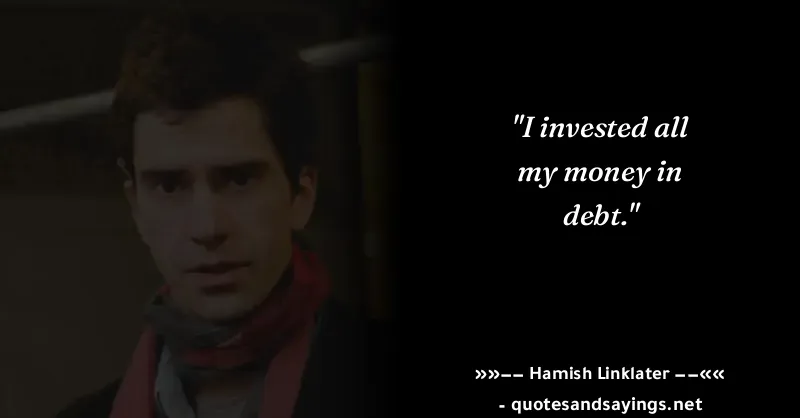 "I invested all
my money in
debt."
»»–– Hamish Linklater ––««
- quotesandsayings.net